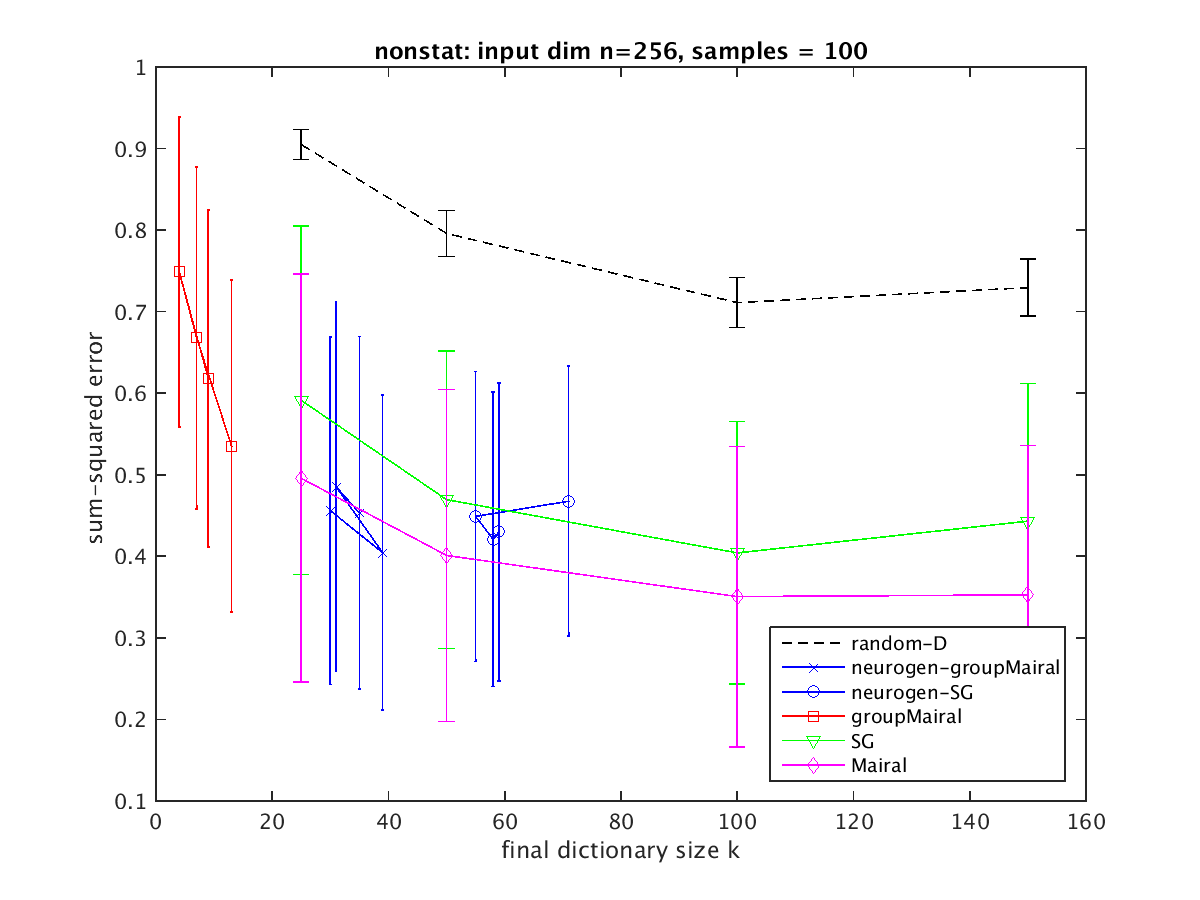 nonstat: input dim n=256, samples = 100
1
0.9
0.8
0.7
0.6
0.5
0.4
0.3
0.2
0.1
sum-squared error
0 20 40 60 80 100 120 140 160
final dictionary size k
random-D
neurogen-groupMairal
neurogen-SG
groupMairal
SG
Mairal